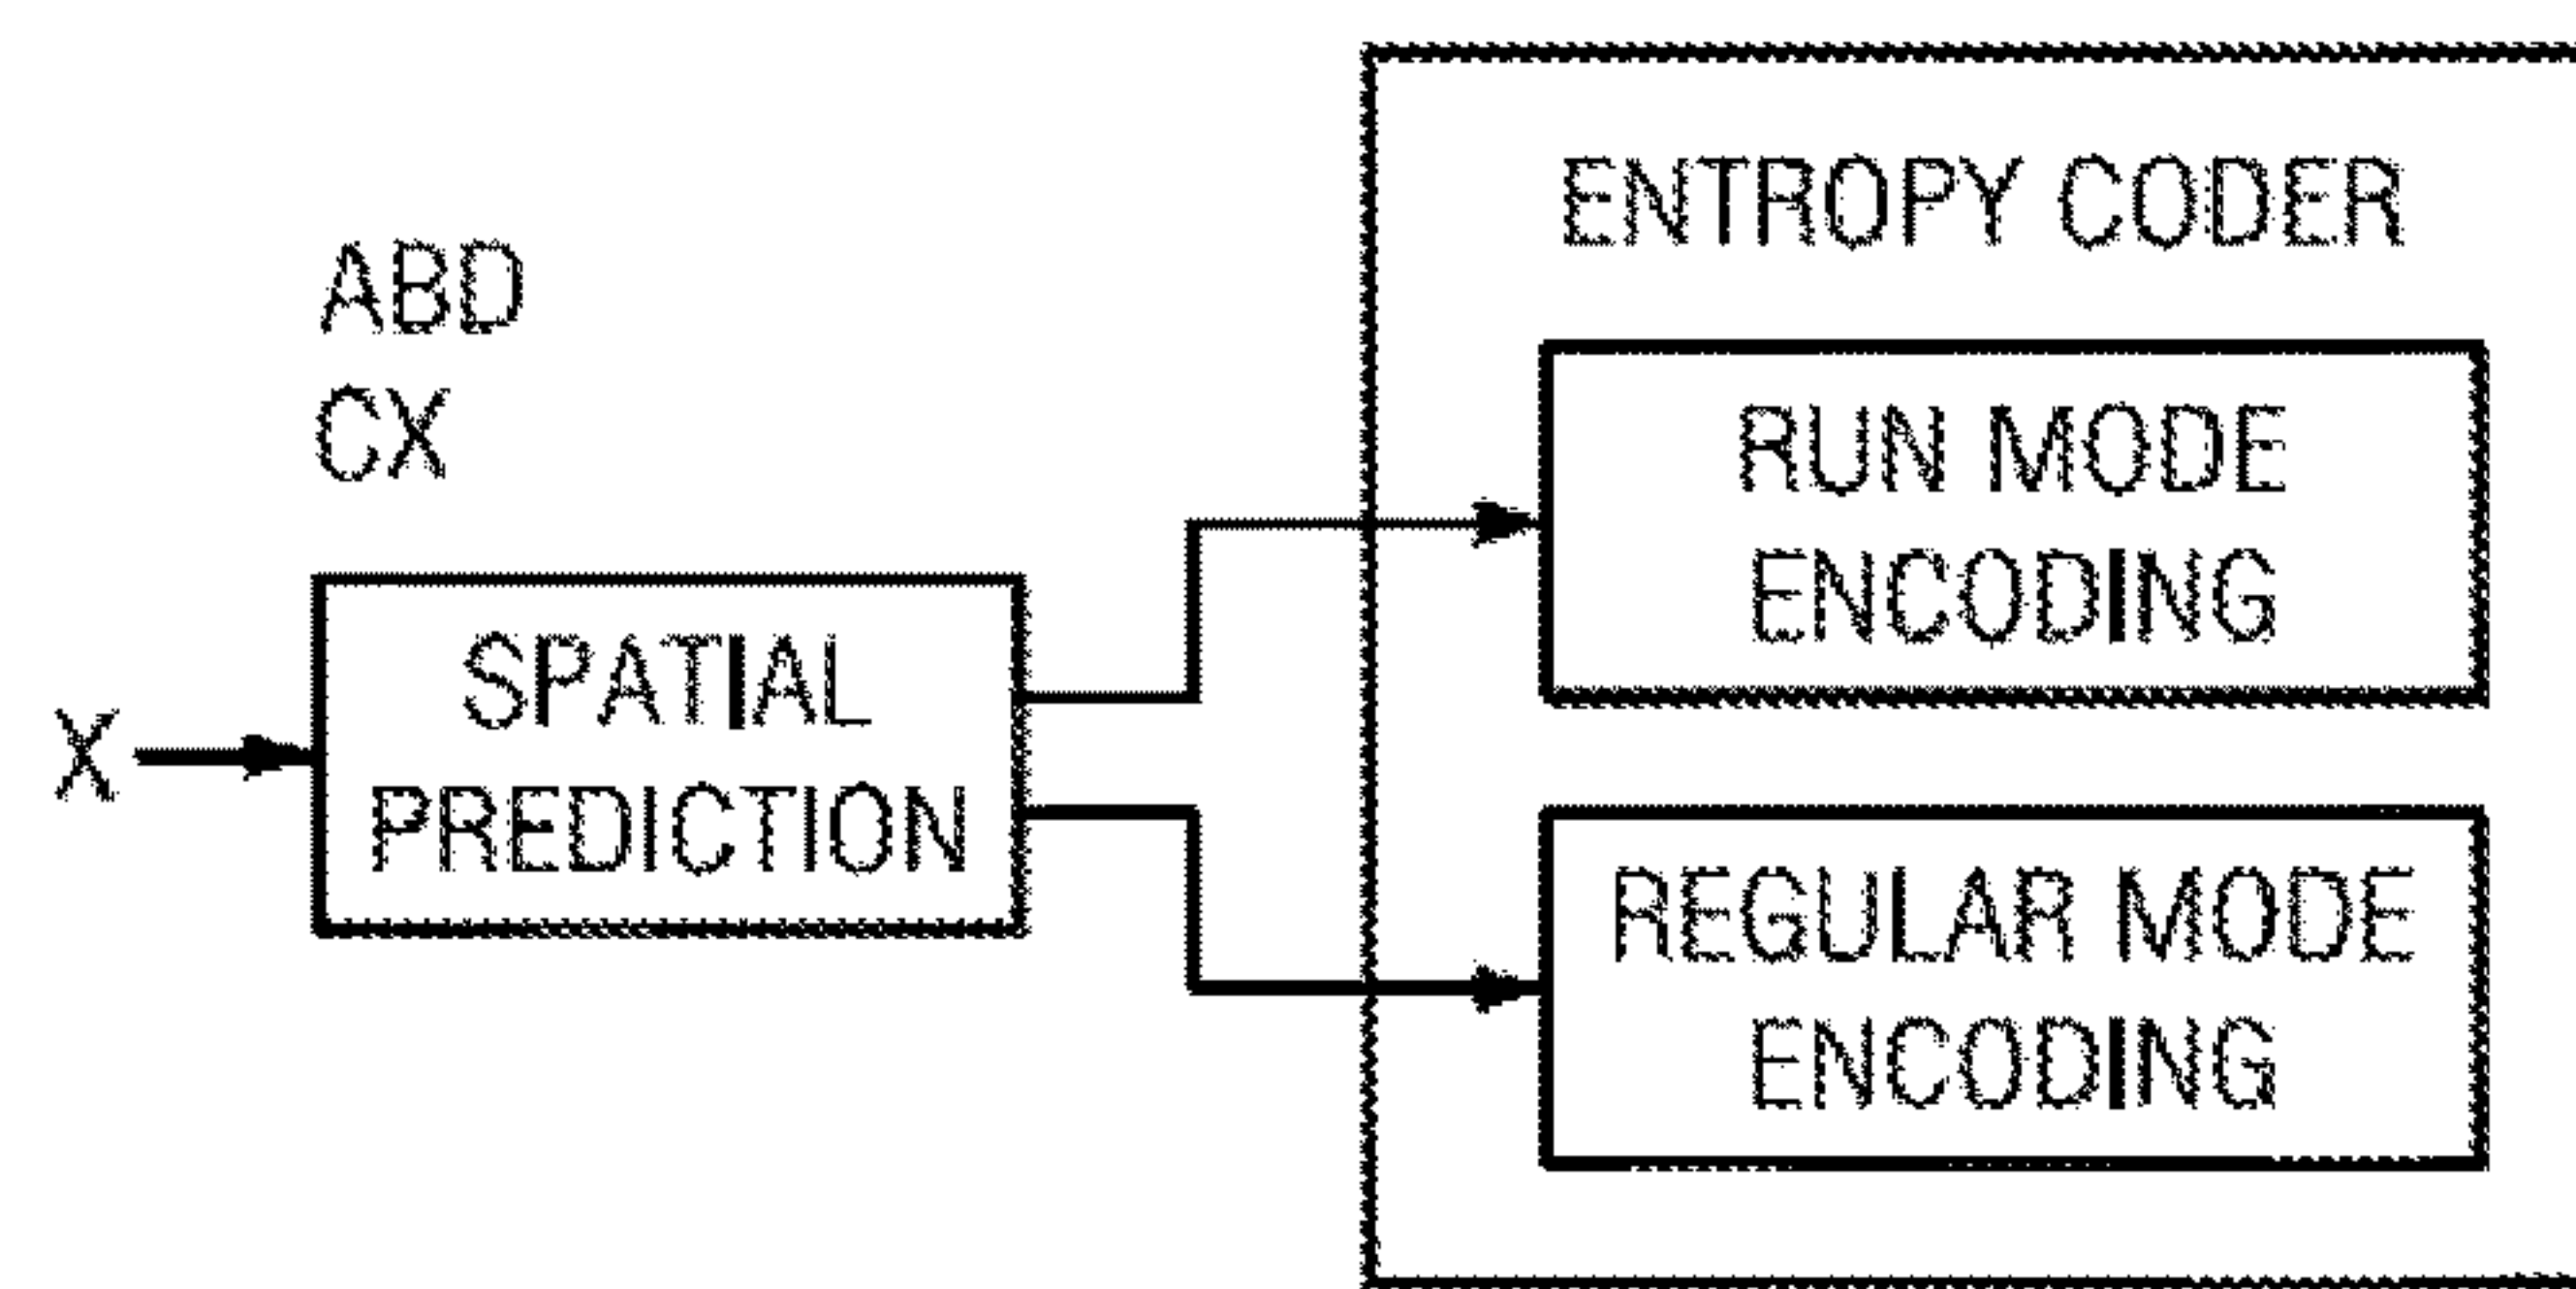 ABD
CX
X
SPATIAL
PREDICTION
ENTROPY CODER
RUN MODE
ENCODING
REGULAR MODE
ENCODING